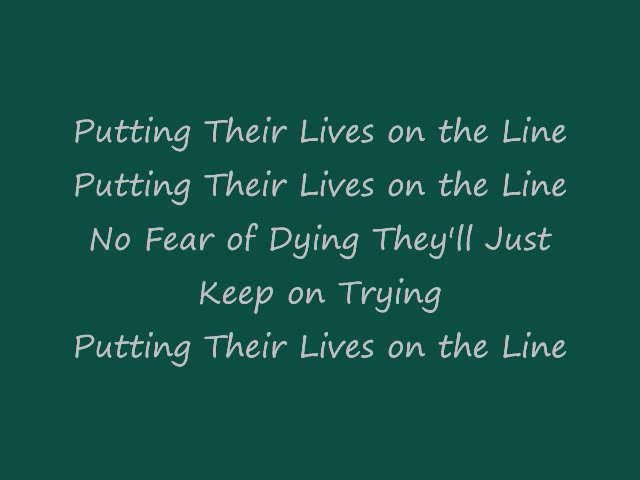 Putting Their Lives on the Line
Putting Their Lives on the Line
No Fear of Dying They'll Just
Keep on Trying
Putting Their Lives on the Line